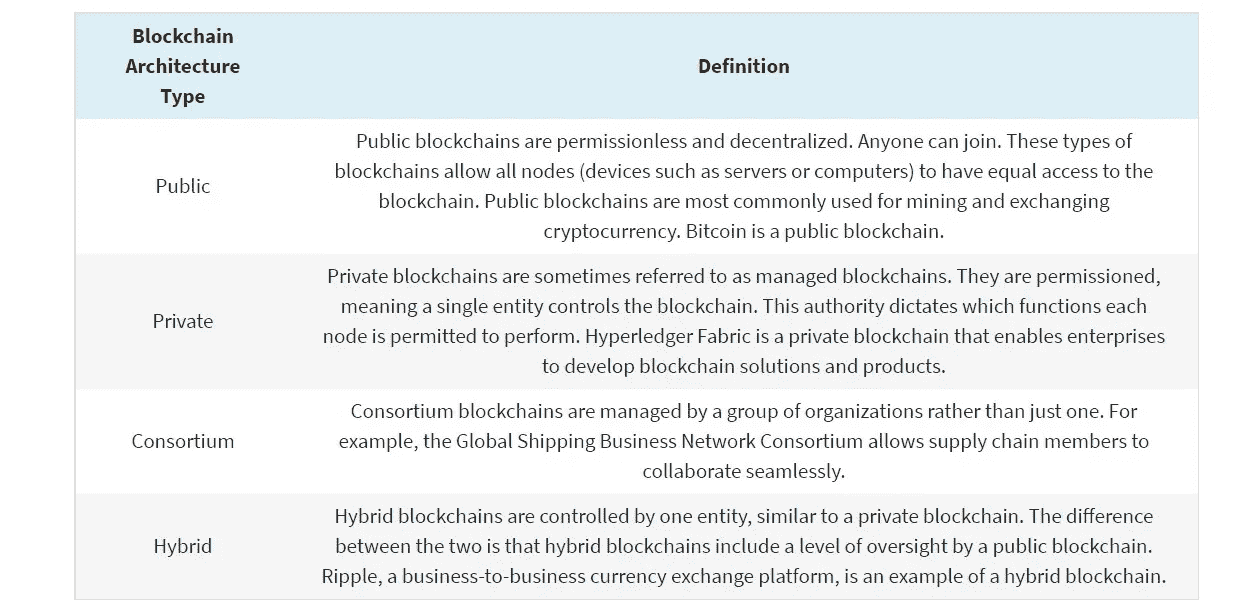 Blockchain
Architecture
Type
Definition
Public
Public blockchains are permissionless and decentralized. Anyone can join. These types of
blockchains allow all nodes (devices such as servers or computers) to have equal access to the
blockchain. Public blockchains are most commonly used for mining and exchanging
cryptocurrency. Bitcoin is a public blockchain.
Private
Private blockchains are sometimes referred to as managed blockchains. They are permissioned,
meaning a single entity controls the blockchain. This authority dictates which functions each
node is permitted to perform. Hyperledger Fabric is a private blockchain that enables enterprises
to develop blockchain solutions and products.
Consortium
Consortium blockchains are managed by a group of organizations rather than just one. For
example, the Global Shipping Business Network Consortium allows supply chain members to
collaborate seamlessly.
Hybrid
Hybrid blockchains are controlled by one entity, similar to a private blockchain. The difference
between the two is that hybrid blockchains include a level of oversight by a public blockchain.
Ripple, a business-to-business currency exchange platform, is an example of a hybrid blockchain.